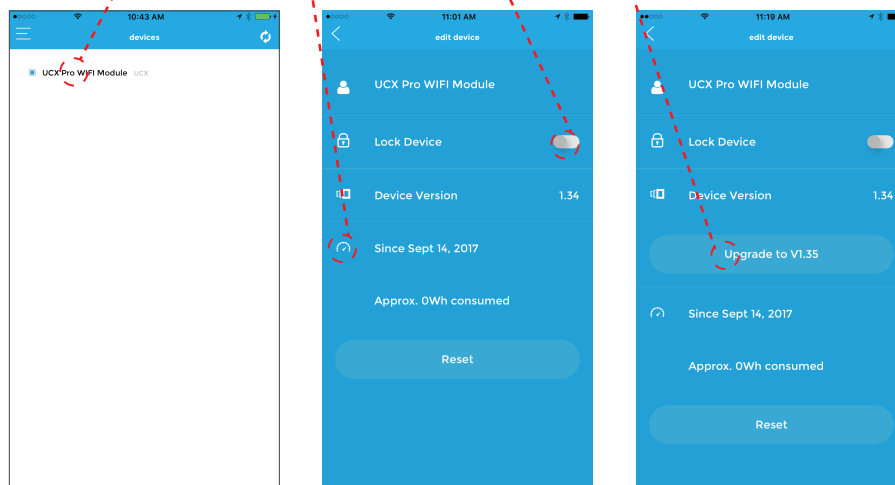 10:43 AM
devices
UCX Pro WIFI Module UCX
11:01 AM
edit device
UCX Pro WIFI Module
Lock Device
Device Version 1.34
Since Sept 14, 2017
Approx. 0Wh consumed
Reset
11:19 AM
edit device
UCX Pro WIFI Module
Lock Device
Device Version 1.34
Upgrade to V1.35
Since Sept 14, 2017
Approx. 0Wh consumed
Reset